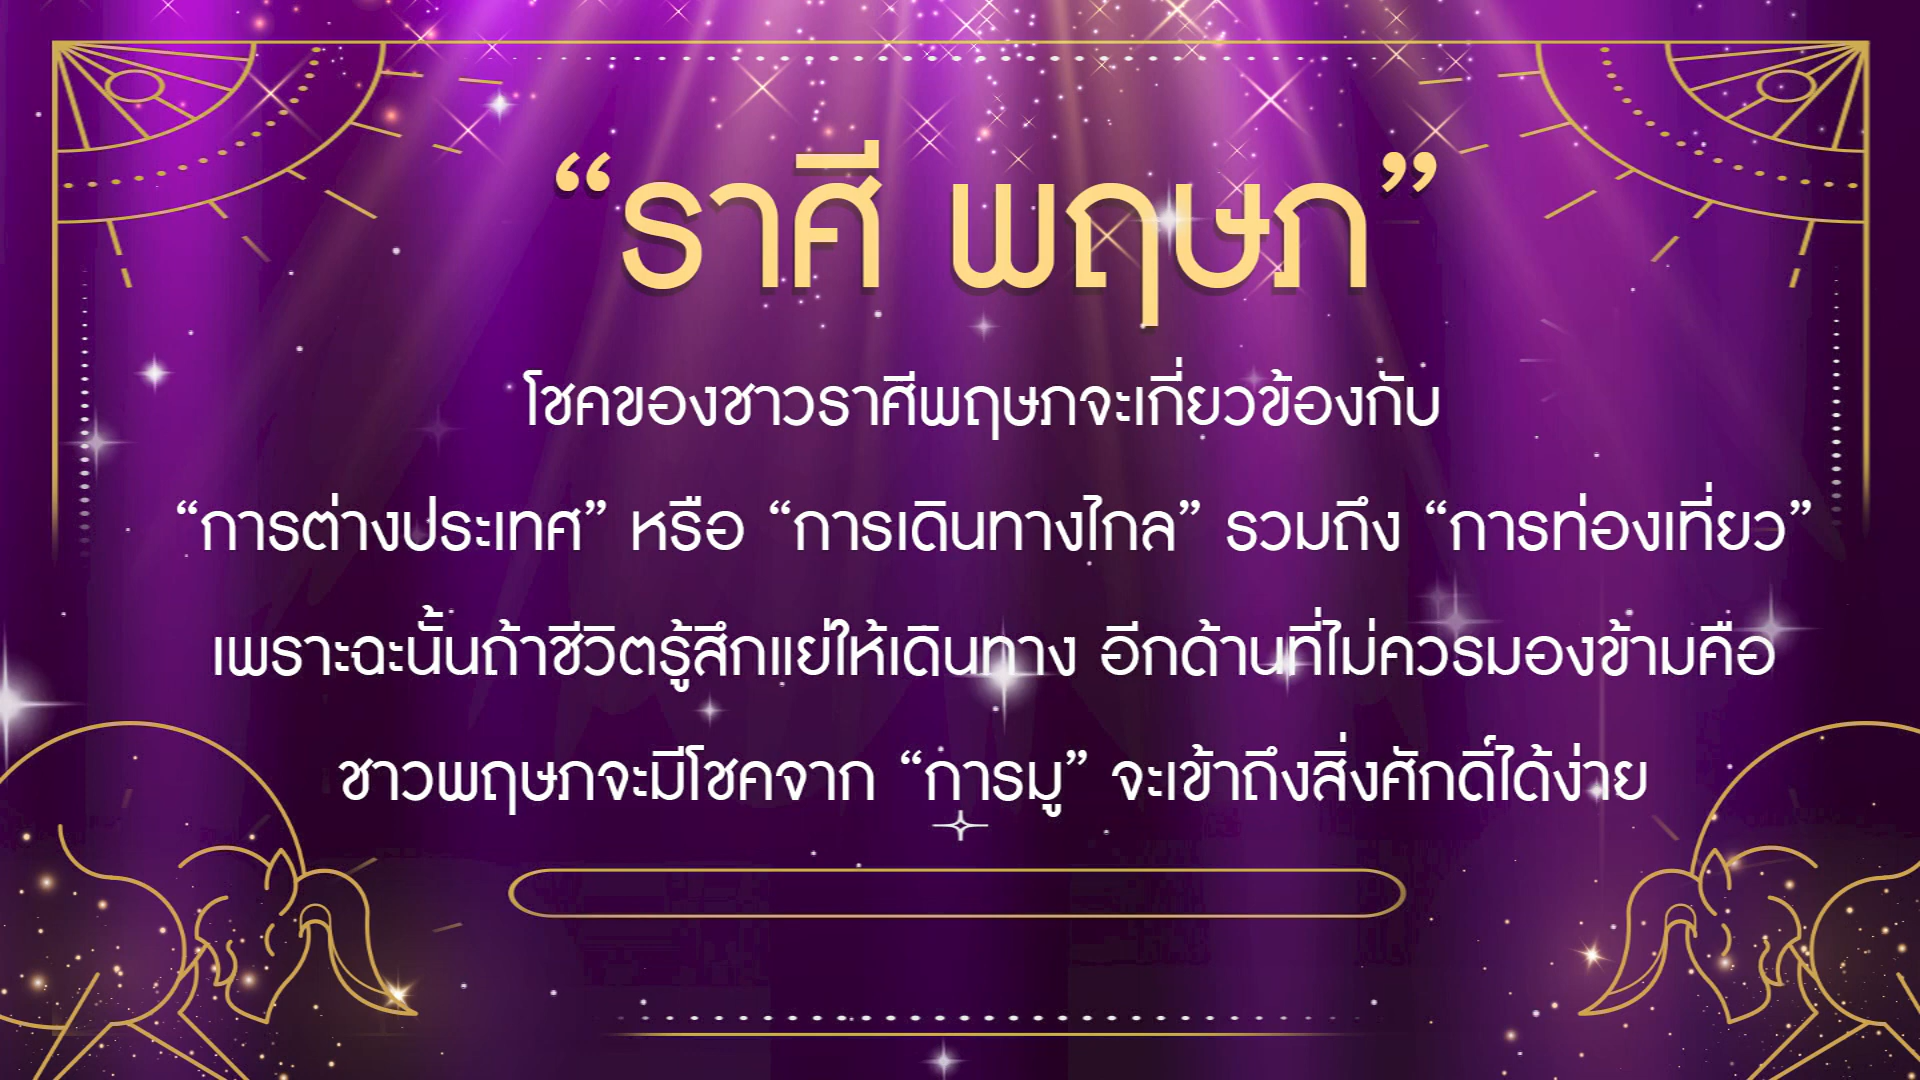 “ราศี พฤษภ”
โชคของชาวราศีพฤษภจะเกี่ยวข้องกับ
“การต่างประเทศ” หรือ “การเดินทางไกล” รวมถึง “การท่องเที่ยว”
เพราะฉะนั้นถ้าชีวิตรู้สึกแย่ให้เดินทาง อีกด้านที่ไม่ควรมองข้ามคือ
ชาวพฤษภจะมีโชคจาก “การมู” จะเข้าถึงสิ่งศักดิ์ได้ง่าย